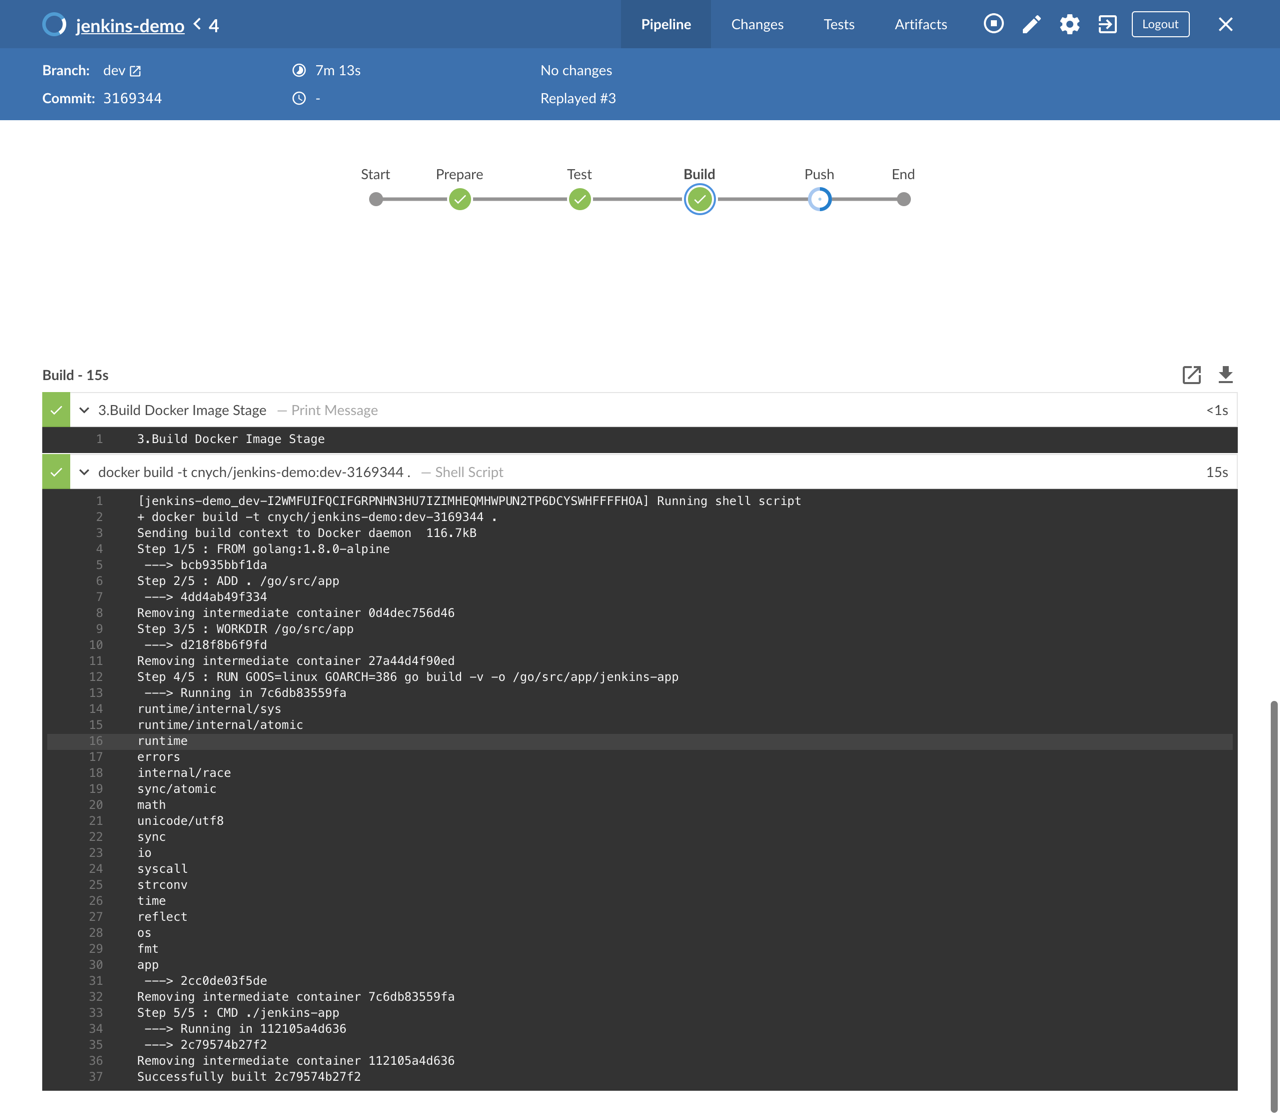 jenkins-demo < 4 Pipeline Changes Tests Artifacts Logout
Branch: dev 7m 13s No changes
Commit: 3169344 - Replayed #3
Start Prepare Test Build Push End
Build - 15s
3.Build Docker Image Stage — Print Message <1s
1 3.Build Docker Image Stage
docker build -t cnych/jenkins-demo:dev-3169344 . — Shell Script 15s
1 [jenkins-demo_dev-I2WMFUIFQCIFGRPNHN3HU7IZIMHEQMHWPUN2TP6DCYSWHFFFFHOA] Running shell script
2 + docker build -t cnych/jenkins-demo:dev-3169344 .
3 Sending build context to Docker daemon  116.7kB
4 Step 1/5 : FROM golang:1.8.0-alpine
5 ---> bcb935bbf1da
6 Step 2/5 : ADD . /go/src/app
7 ---> 4dd4ab49f334
8 Removing intermediate container 0d4dec756d46
9 Step 3/5 : WORKDIR /go/src/app
10 ---> d218f8b6f9fd
11 Removing intermediate container 27a44d4f90ed
12 Step 4/5 : RUN GOOS=linux GOARCH=386 go build -v -o /go/src/app/jenkins-app
13 ---> Running in 7c6db83559fa
14 runtime/internal/sys
15 runtime/internal/atomic
16 runtime
17 errors
18 internal/race
19 sync/atomic
20 math
21 unicode/utf8
22 sync
23 io
24 syscall
25 strconv
26 time
27 reflect
28 os
29 fmt
30 app
31 ---> 2cc0de03f5de
32 Removing intermediate container 7c6db83559fa
33 Step 5/5 : CMD ./jenkins-app
34 ---> Running in 112105a4d636
35 ---> 2c79574b27f2
36 Removing intermediate container 112105a4d636
37 Successfully built 2c79574b27f2